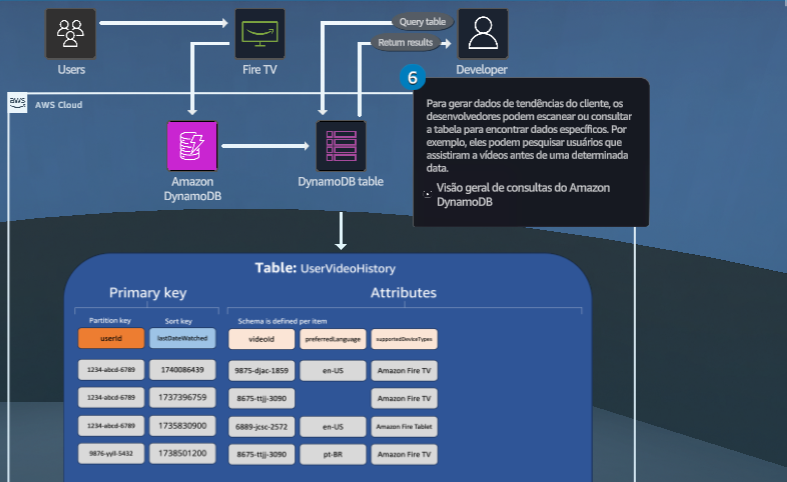 Query table
Return results
Users
Fire TV
Developer
6
aws
AWS Cloud
Para gerar dados de tendências do cliente, os
desenvolvedores podem escanear ou consultar
a tabela para encontrar dados específicos. Por
exemplo, eles podem pesquisar usuários que
assistiram a vídeos antes de uma determinada
data.
Visão geral de consultas do Amazon
DynamoDB
Amazon
DynamoDB
DynamoDB table
Table: UserVideoHistory
Primary key
Attributes
Partition key
Sort key
Schema is defined per item
userId
lastDateWatched
videoId
preferredLanguage
supportedDeviceTypes
1234-abcd-6789 1740086439 9875-djac-1859 en-US Amazon Fire TV
1234-abcd-6789 1737396759 8675-ttjj-3090 Amazon Fire TV
1234-abcd-6789 1735830900 6889-jcsc-2572 en-US Amazon Fire Tablet
9876-yyll-5432 1738501200 8675-ttjj-3090 pt-BR Amazon Fire TV